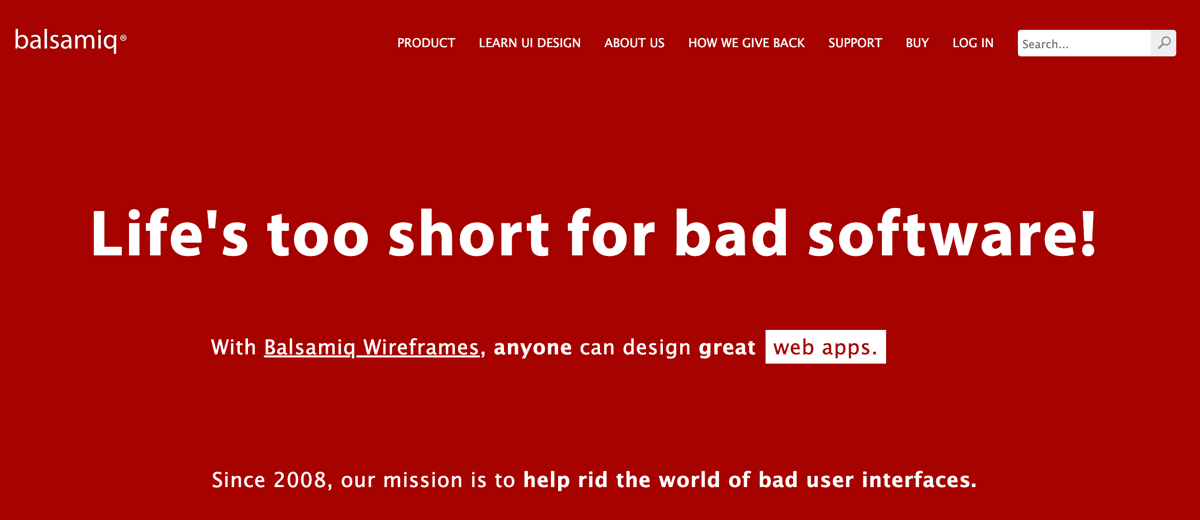 balsamiq®
PRODUCT LEARN UI DESIGN ABOUT US HOW WE GIVE BACK SUPPORT BUY LOG IN Search...
Life's too short for bad software!
With Balsamiq Wireframes, anyone can design great web apps.
Since 2008, our mission is to help rid the world of bad user interfaces.